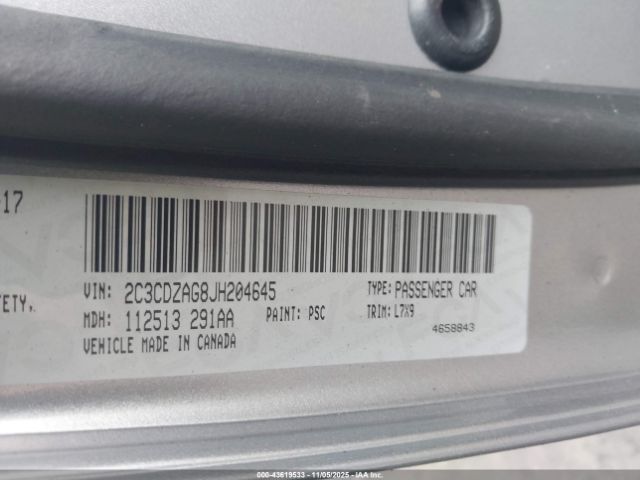 -17
VIN: 2C3CDZAG8JH204645 TYPE: PASSENGER CAR
FETY, MDH: 112513 291AA PAINT: PSC TRIM: L7X9
4658843
VEHICLE MADE IN CANADA
000-43619533 - 11/05/2025 - IAA Inc.